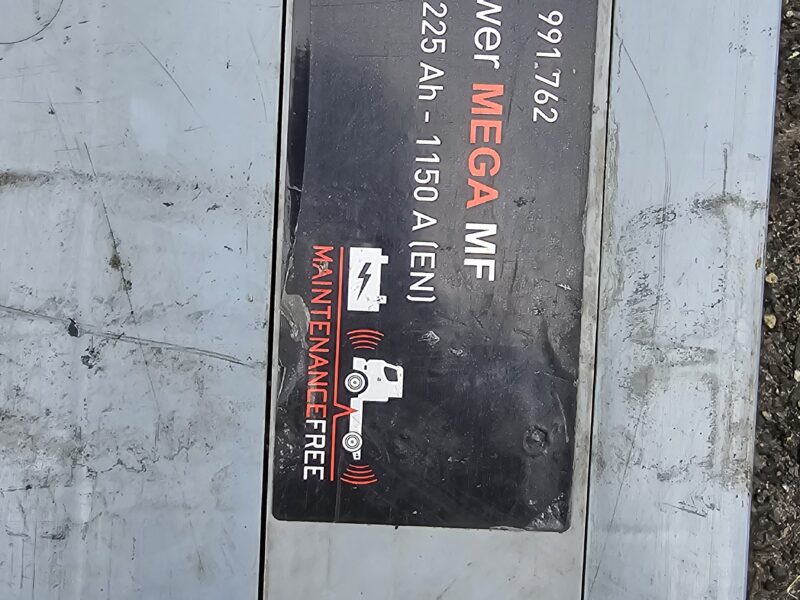 991.762
wer MEGA MF
225 Ah - 1150 A (EN)
MAINTENANCEFREE